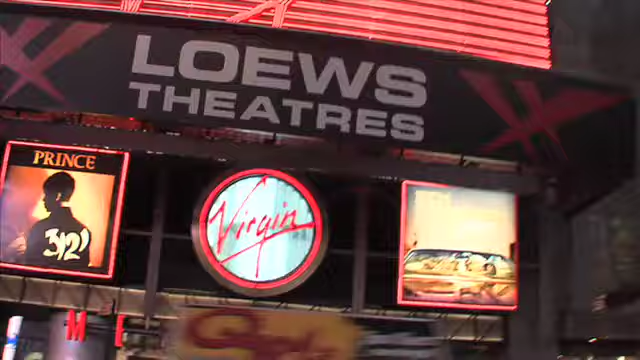 LOEWS
THEATRES
PRINCE
3121
Virgin
M E